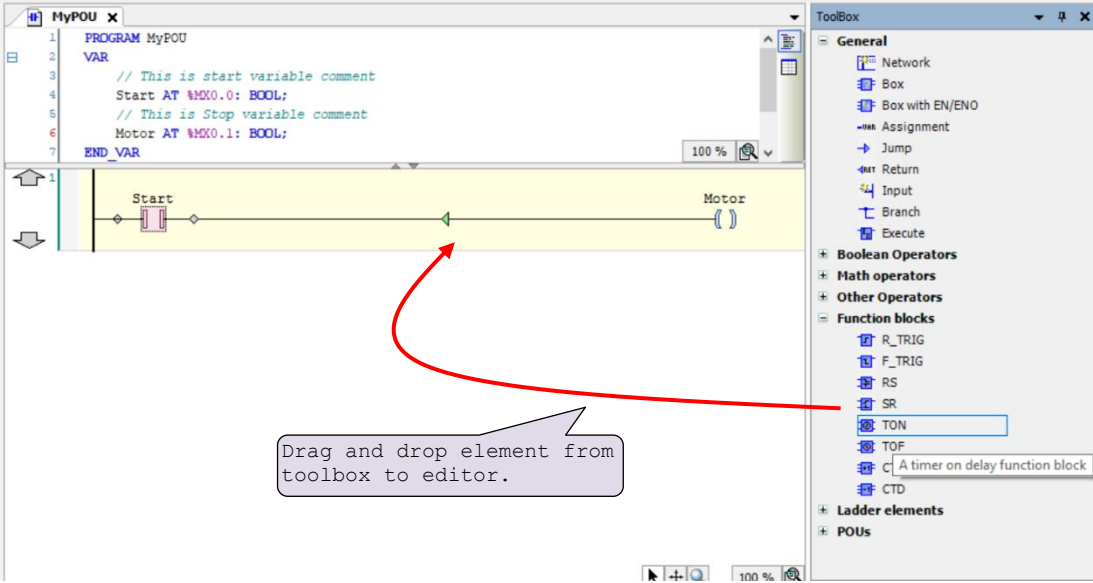 MyPOU X
ToolBox
1 PROGRAM MyPOU
2 VAR
3 // This is start variable comment
4 Start AT %MX0.0: BOOL;
5 // This is Stop variable comment
6 Motor AT %MX0.1: BOOL;
7 END_VAR
100 %
1
Start
Motor
Drag and drop element from
toolbox to editor.
100 %
General
Network
Box
Box with EN/ENO
VAR Assignment
Jump
RET Return
Input
Branch
Execute
Boolean Operators
Math operators
Other Operators
Function blocks
R_TRIG
F_TRIG
RS
SR
TON
TOF
A timer on delay function block
CTD
Ladder elements
POUs